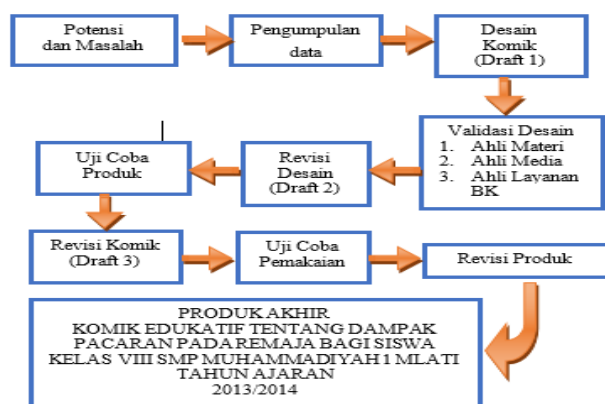 Potensi
dan Masalah
Pengumpulan
data
Desain
Komik
(Draft 1)
Validasi Desain
1. Ahli Materi
2. Ahli Media
3. Ahli Layanan
BK
Revisi
Desain
(Draft 2)
Uji Coba
Produk
Revisi Komik
(Draft 3)
Uji Coba
Pemakaian
Revisi Produk
PRODUK AKHIR
KOMIK EDUKATIF TENTANG DAMPAK
PACARAN PADA REMAJA BAGI SISWA
KELAS VIII SMP MUHAMMADIYAH 1 MLATI
TAHUN AJARAN
2013/2014